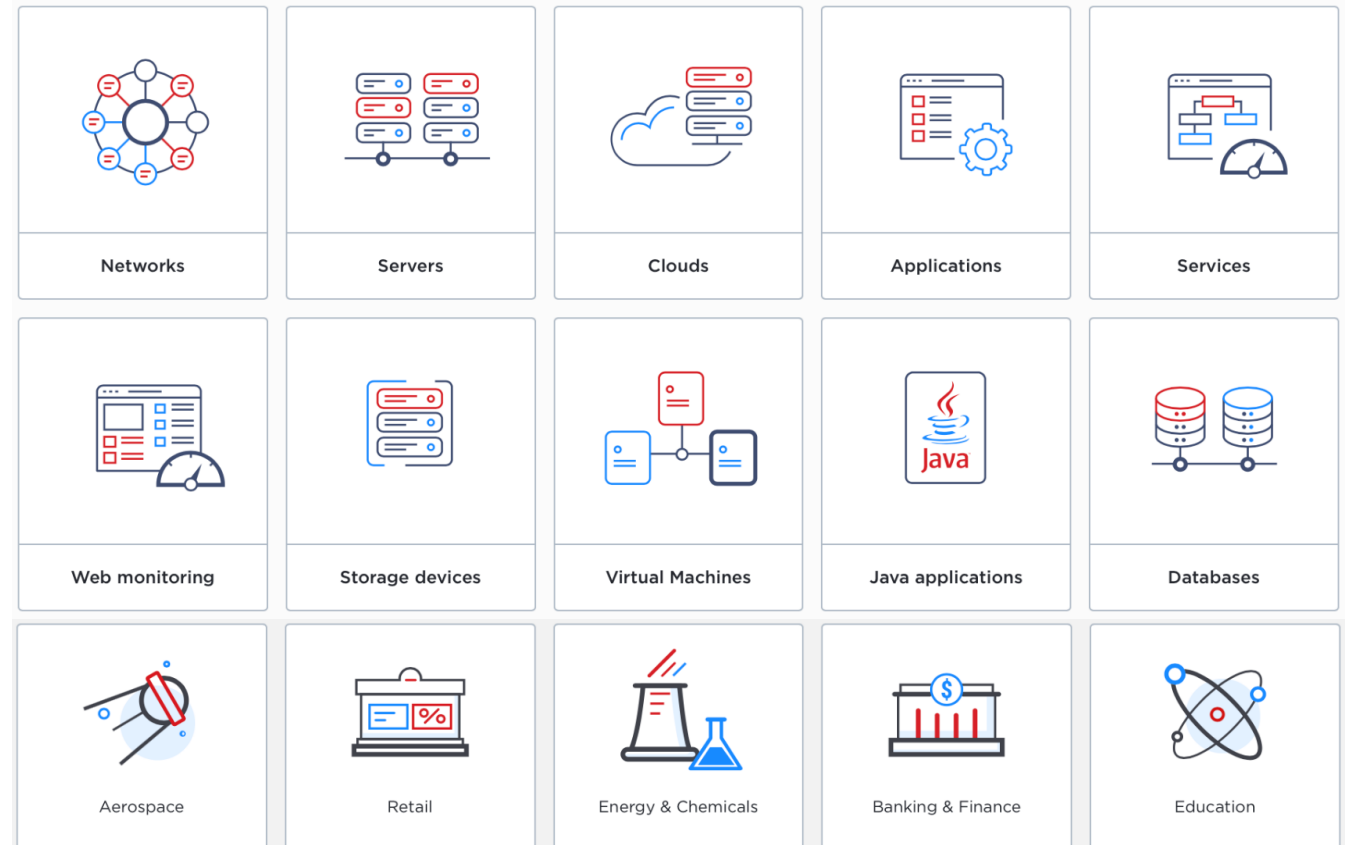 Networks
Servers
Clouds
Applications
Services
Web monitoring
Storage devices
Virtual Machines
Java
Java applications
Databases
%
$
Aerospace
Retail
Energy & Chemicals
Banking & Finance
Education